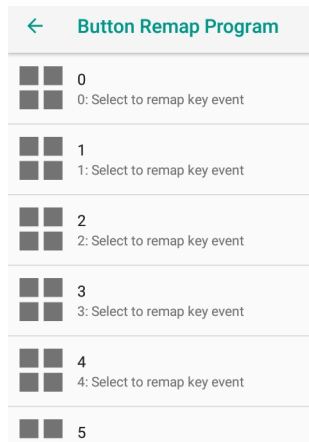 Button Remap Program
0
0: Select to remap key event
1
1: Select to remap key event
2
2: Select to remap key event
3
3: Select to remap key event
4
4: Select to remap key event
5